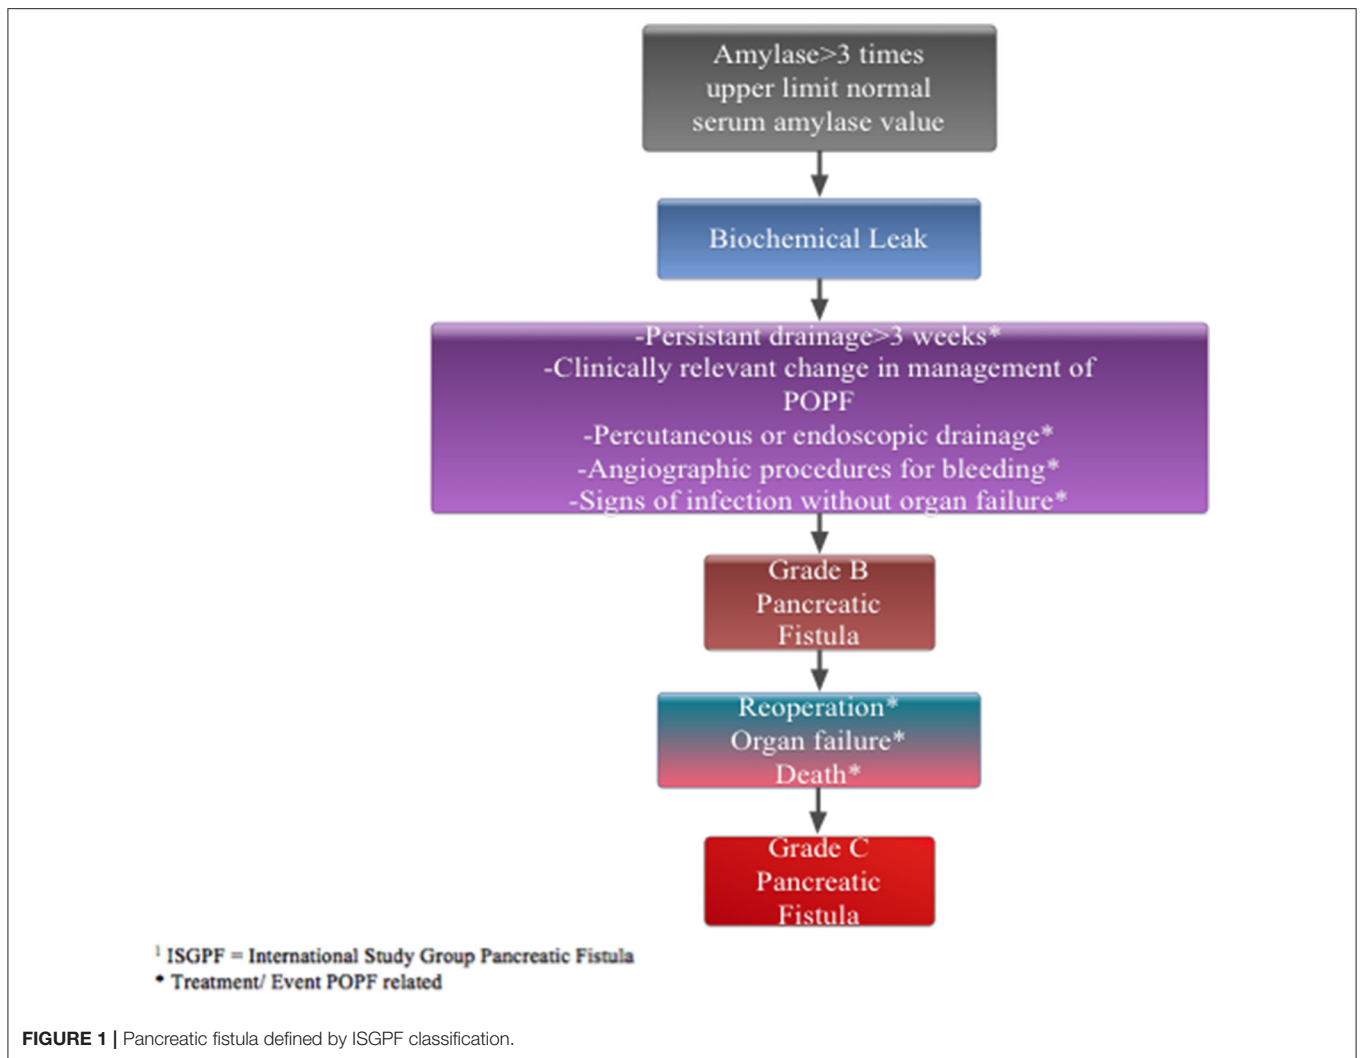 Amylase>3 times
upper limit normal
serum amylase value
Biochemical Leak
-Persistant drainage>3 weeks*
-Clinically relevant change in management of
POPF
-Percutaneous or endoscopic drainage*
-Angiographic procedures for bleeding*
-Signs of infection without organ failure*
Grade B
Pancreatic
Fistula
Reoperation*
Organ failure*
Death*
Grade C
Pancreatic
Fistula
1 ISGPF = International Study Group Pancreatic Fistula
* Treatment/ Event POPF related
FIGURE 1 | Pancreatic fistula defined by ISGPF classification.